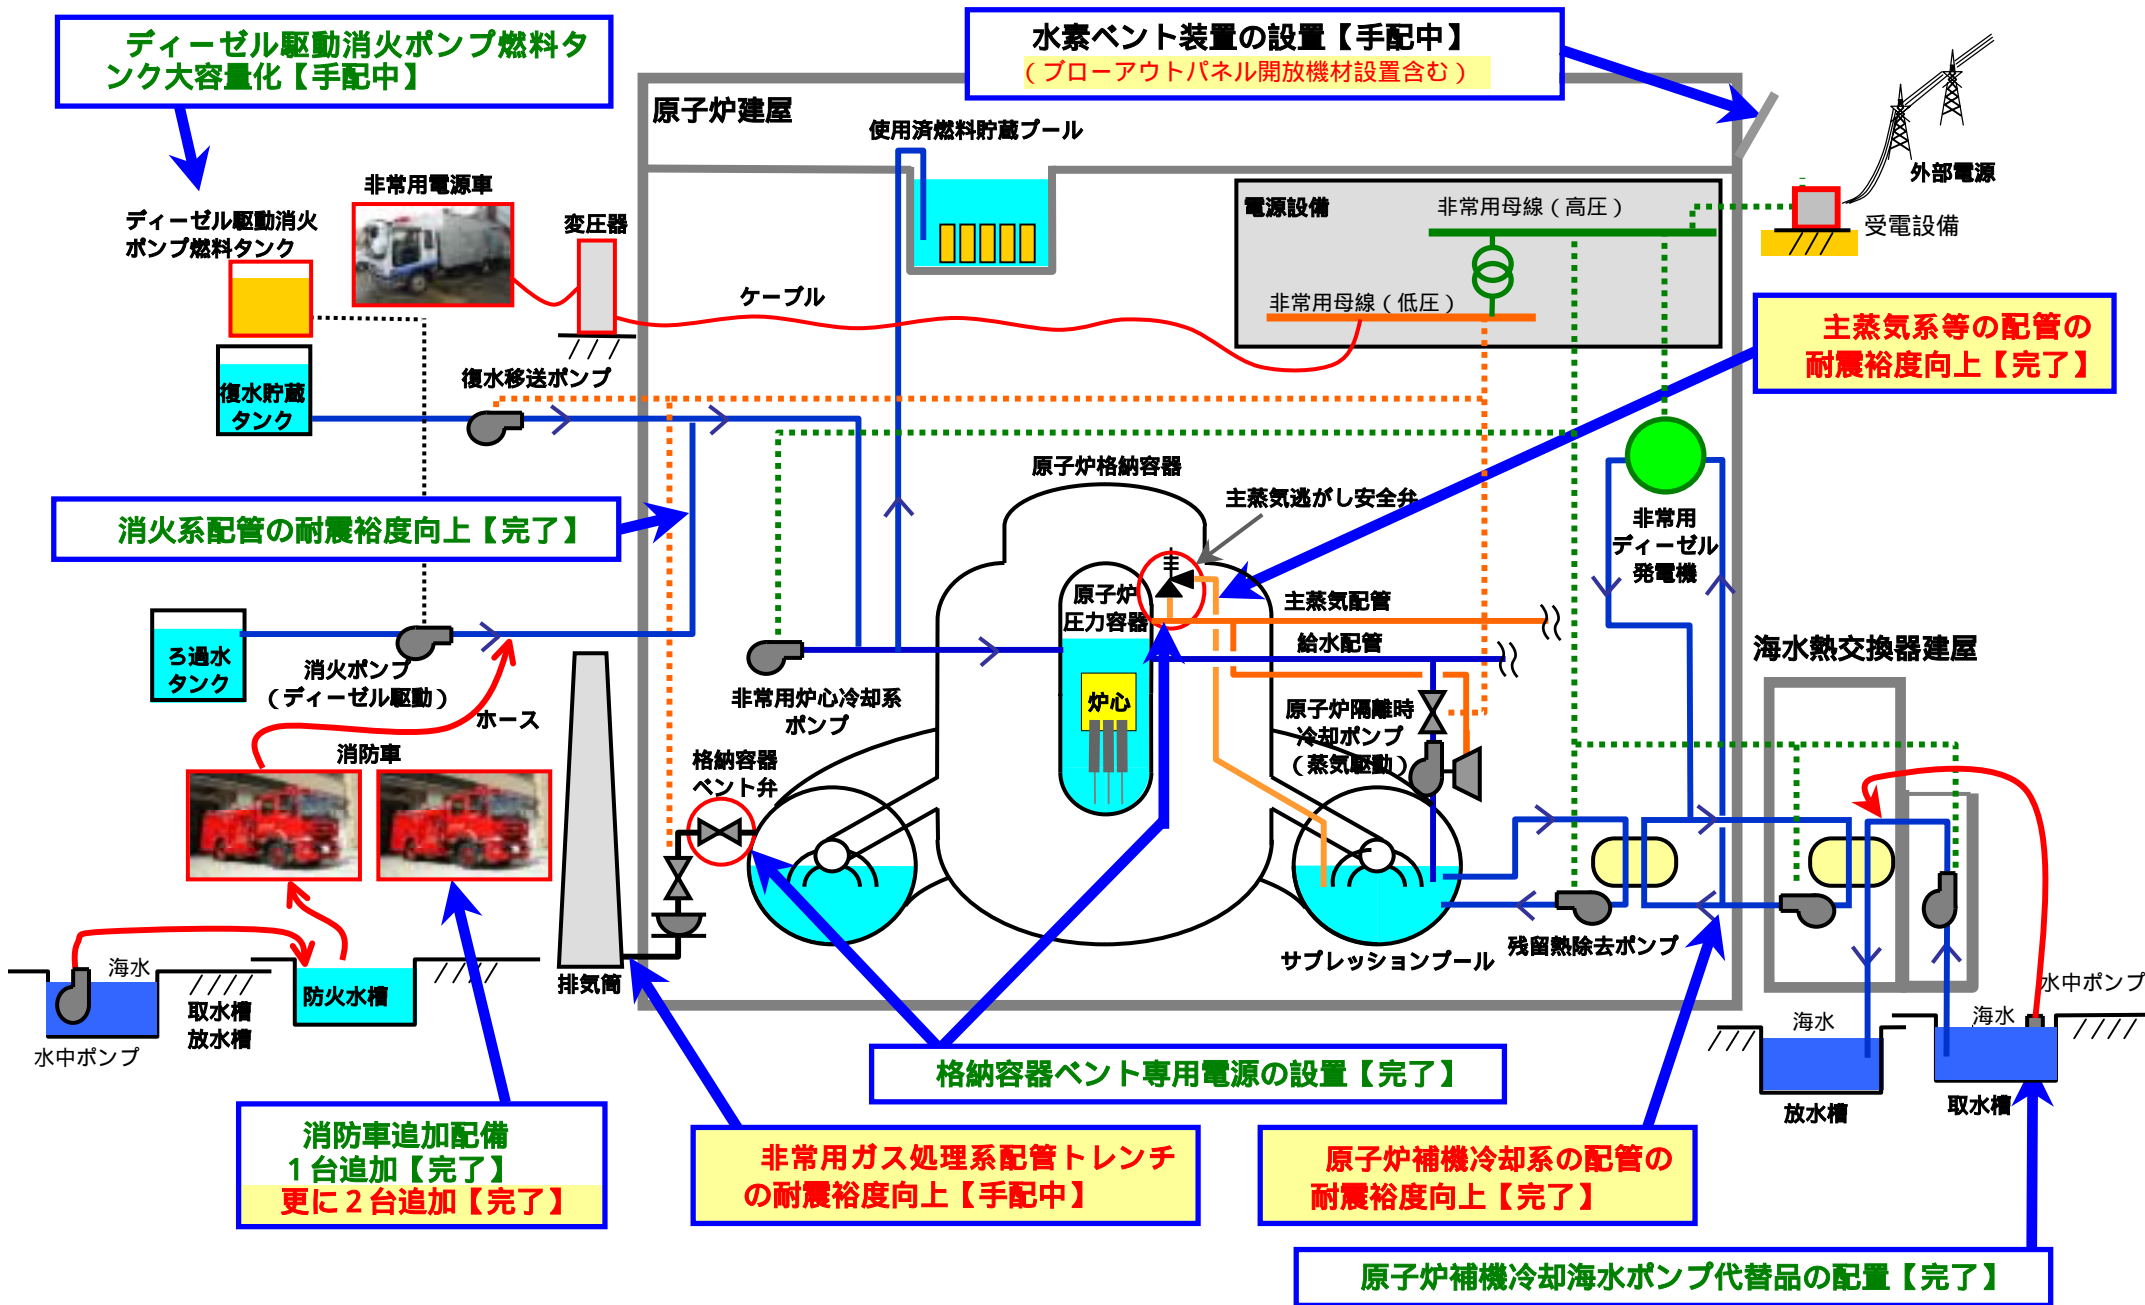 ディーゼル駆動消火ポンプ燃料タ
ンク大容量化【手配中】
水素ベント装置の設置【手配中】
（ブローアウトパネル開放機材設置含む）
原子炉建屋
使用済燃料貯蔵プール
外部電源
受電設備
非常用電源車
変圧器
ディーゼル駆動消火
ポンプ燃料タンク
電源設備
非常用母線（高圧）
非常用母線（低圧）
ケーブル
主蒸気系等の配管の
耐震裕度向上【完了】
復水貯蔵
タンク
復水移送ポンプ
原子炉格納容器
主蒸気逃がし安全弁
消火系配管の耐震裕度向上【完了】
非常用
ディーゼル
発電機
原子炉
圧力容器
主蒸気配管
給水配管
海水熱交換器建屋
ろ過水
タンク
消火ポンプ
（ディーゼル駆動）
ホース
非常用炉心冷却系
ポンプ
炉心
原子炉隔離時
冷却ポンプ
（蒸気駆動）
消防車
格納容器
ベント弁
残留熱除去ポンプ
サプレッションプール
排気筒
海水
取水槽
放水槽
防火水槽
水中ポンプ
水中ポンプ
海水
海水
放水槽
取水槽
格納容器ベント専用電源の設置【完了】
消防車追加配備
１台追加【完了】
更に２台追加【完了】
非常用ガス処理系配管トレンチ
の耐震裕度向上【手配中】
原子炉補機冷却系の配管の
耐震裕度向上【完了】
原子炉補機冷却海水ポンプ代替品の配置【完了】